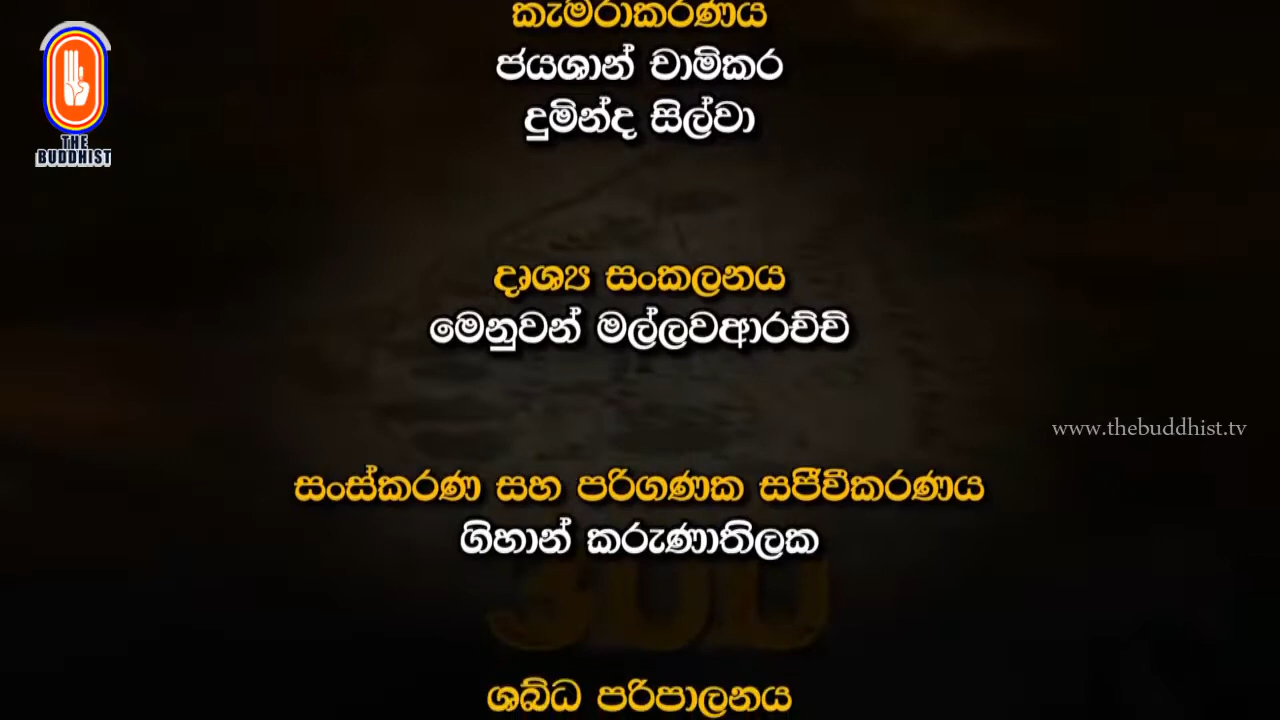 කැමරාකරණය
ජයශාන් චාමිකර
දුමින්ද සිල්වා
THE
BUDDHIST
දෘශ්‍ය සංකලනය
මෙනුවන් මල්ලවආරච්චි
www.thebuddhist.tv
සංස්කරණ සහ පරිගණක සජීවීකරණය
ගිහාන් කරුණාතිලක
ශබ්ධ පරිපාලනය